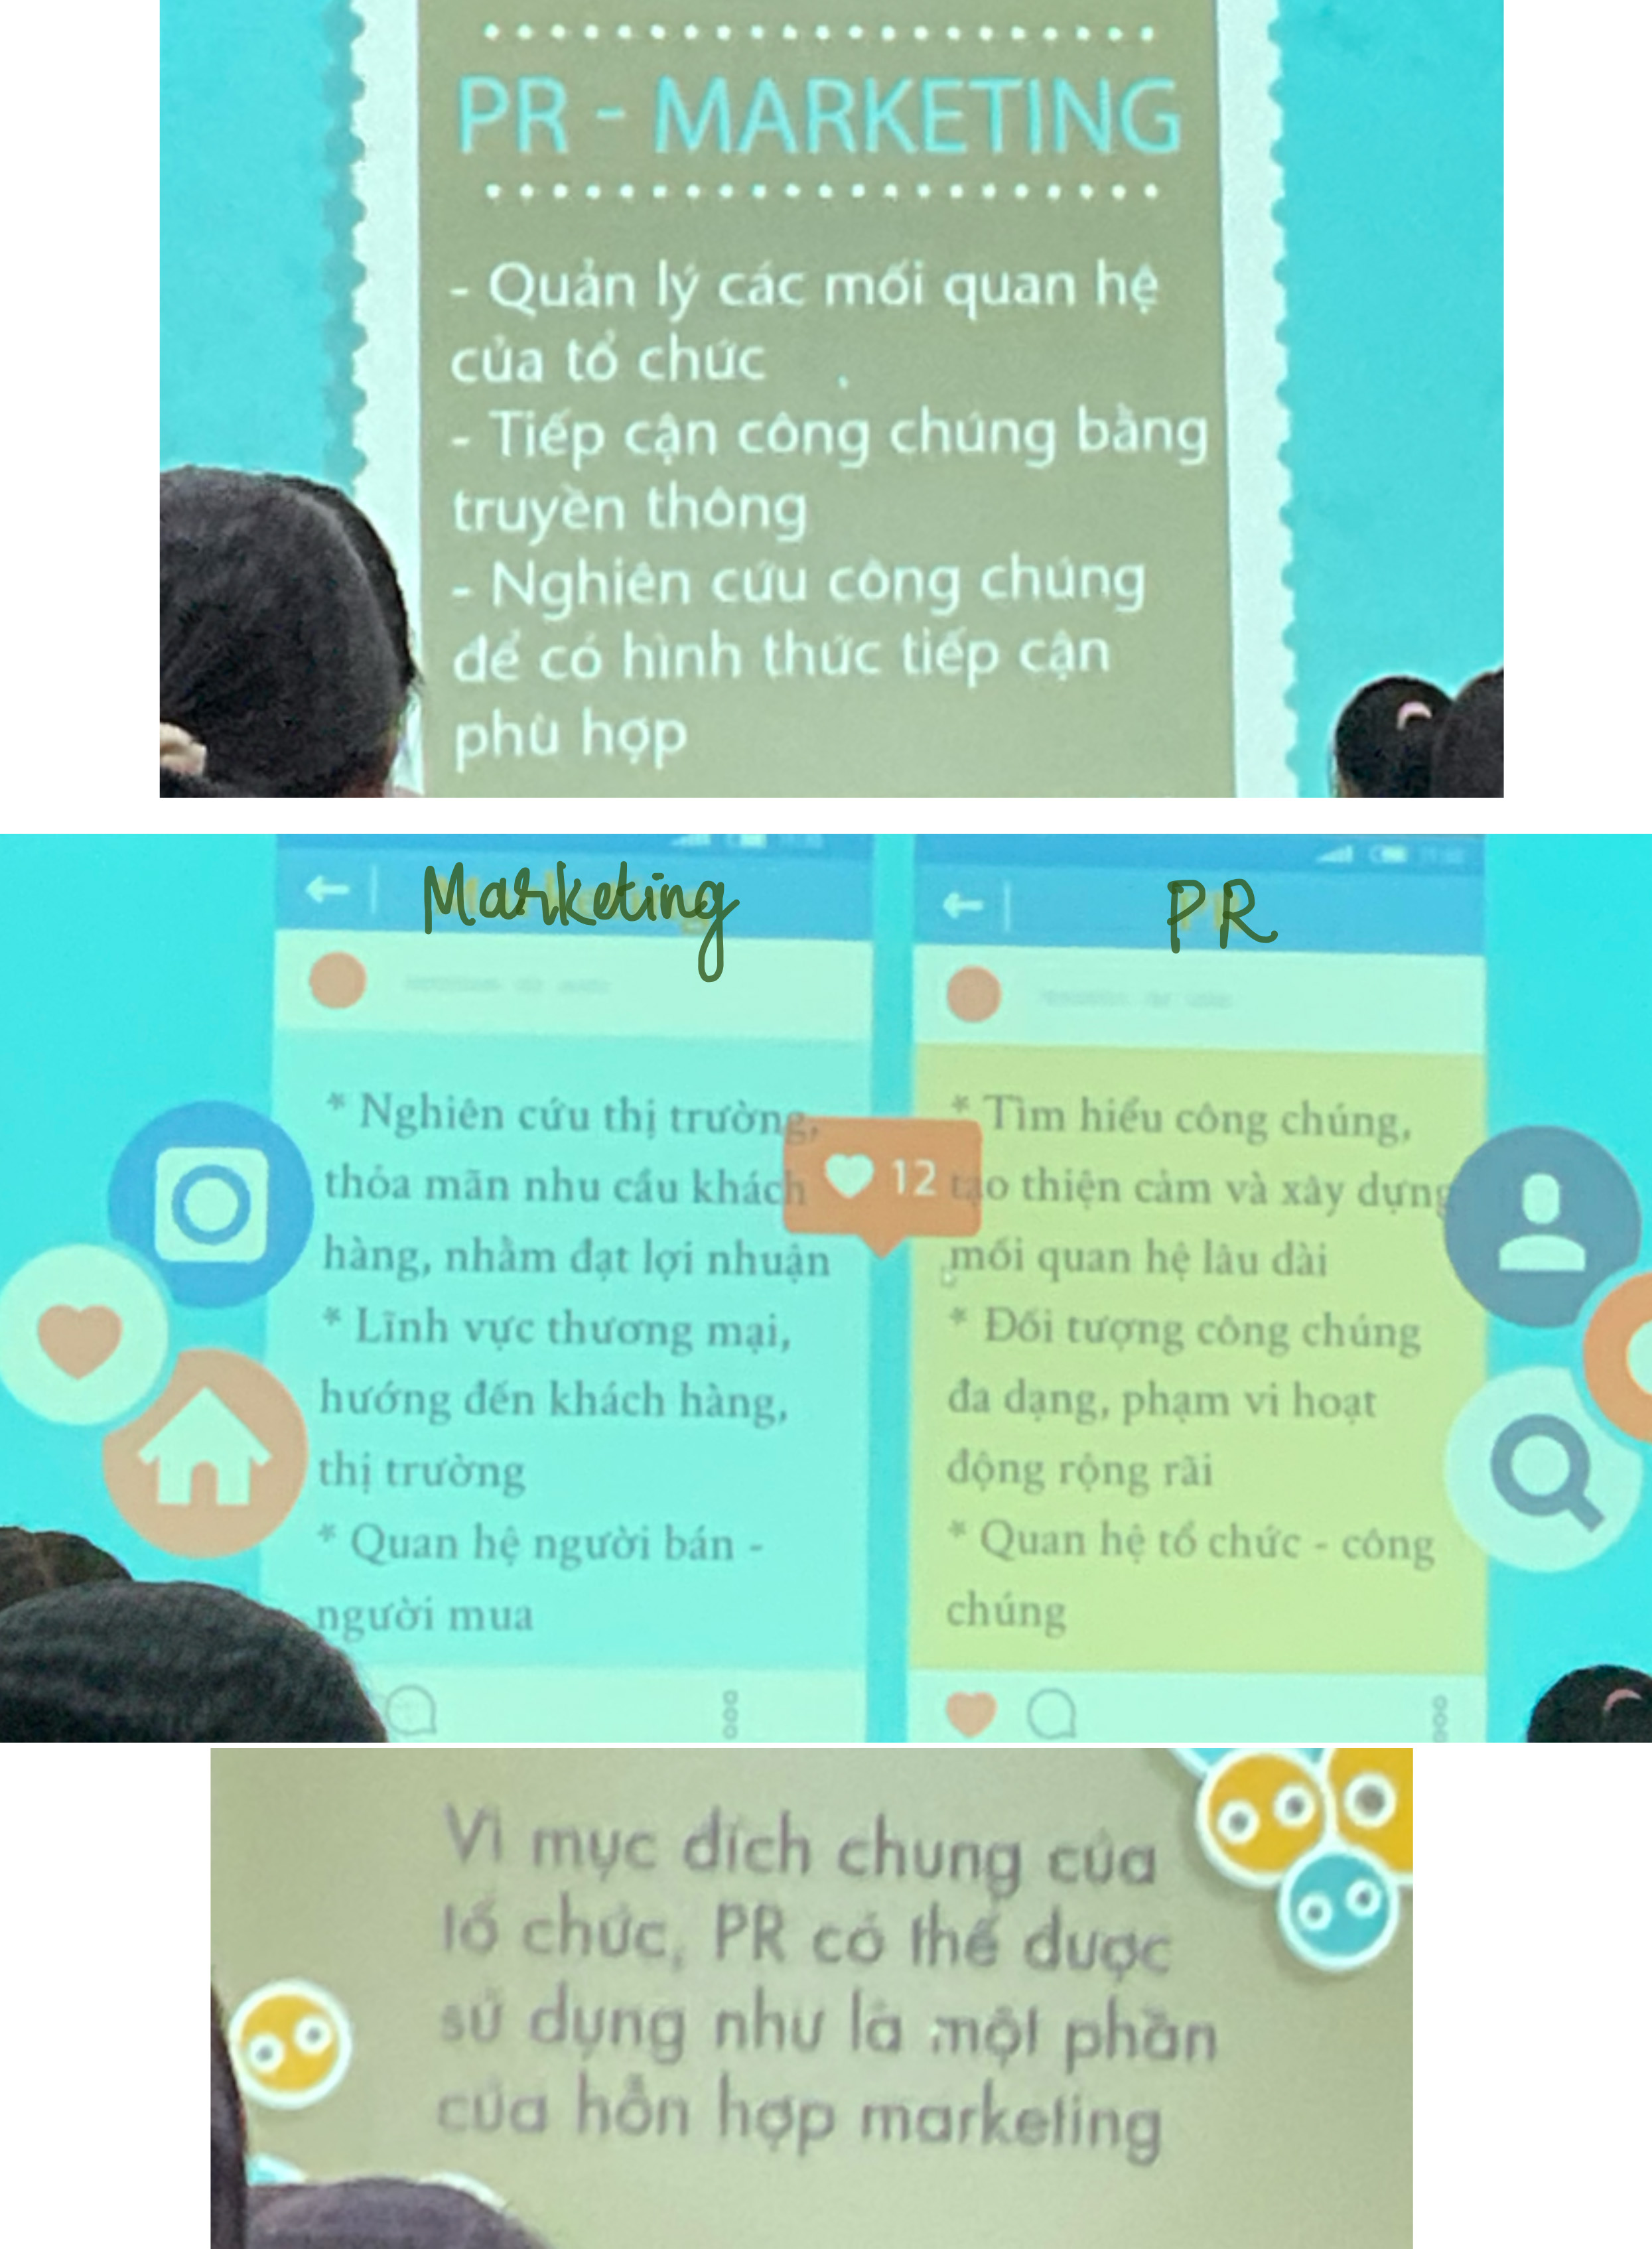 PR - MARKETING
- Quản lý các mối quan hệ
của tổ chức
- Tiếp cận công chúng bằng
truyền thông
- Nghiên cứu công chúng
để có hình thức tiếp cận
phù hợp
Marketing
* Nghiên cứu thị trường,
thỏa mãn nhu cầu khách
hàng, nhằm đạt lợi nhuận
* Lĩnh vực thương mại,
hướng đến khách hàng,
thị trường
* Quan hệ người bán -
người mua
12
PR
* Tìm hiểu công chúng,
tạo thiện cảm và xây dựng
mối quan hệ lâu dài
* Đối tượng công chúng
đa dạng, phạm vi hoạt
động rộng rãi
* Quan hệ tổ chức - công
chúng
Vì mục đích chung của
tổ chức, PR có thể được
sử dụng như là một phần
của hỗn hợp marketing